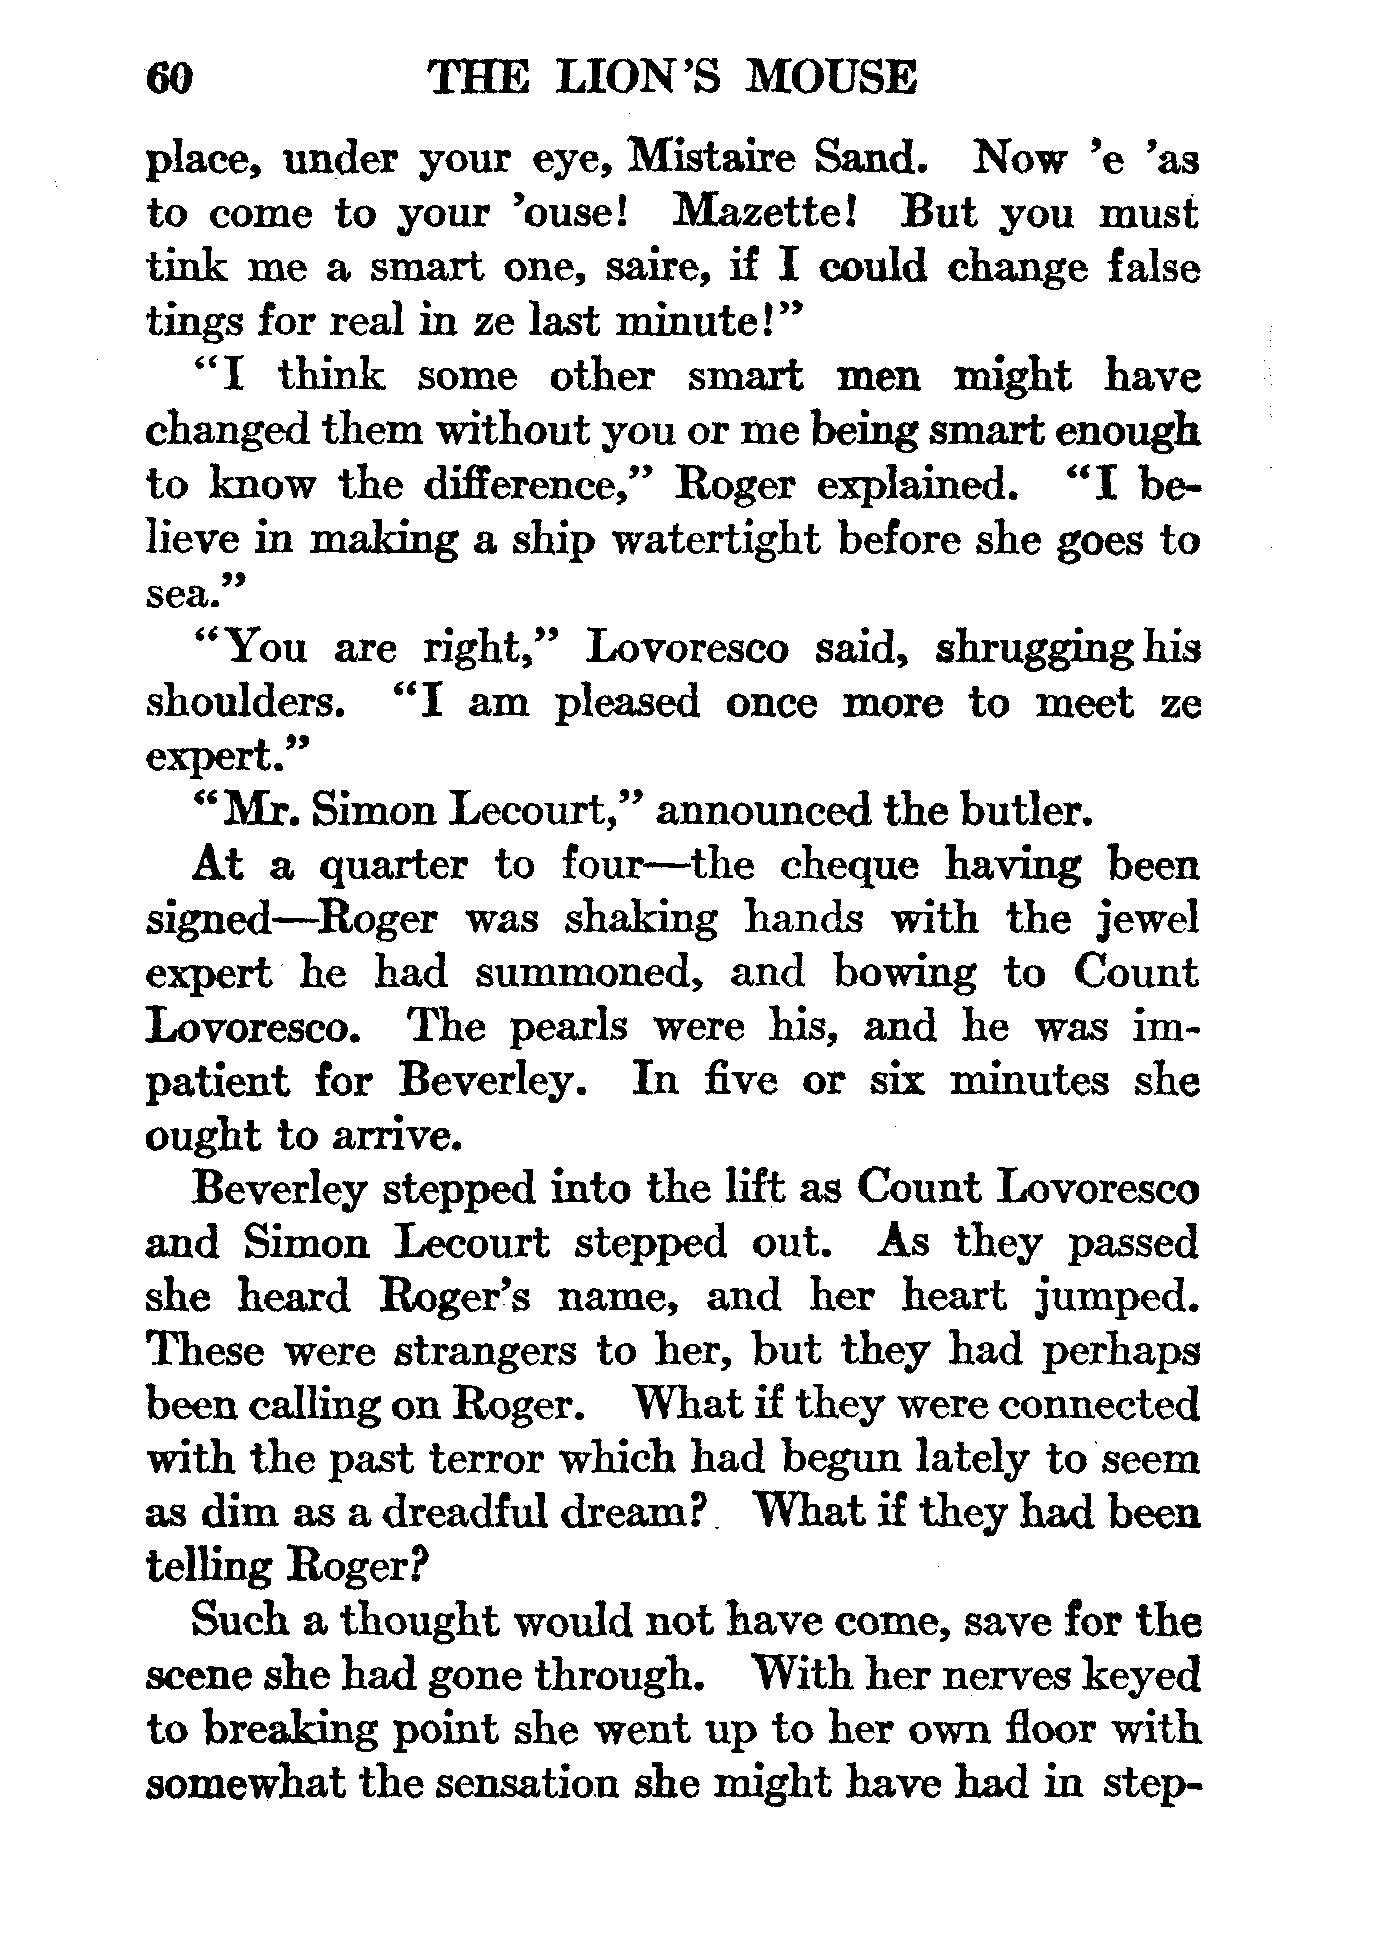 60 THE LION'S MOUSE
place, under your eye, Mistaire Sand. Now 'e 'as
to come to your 'ouse! Mazette! But you must
tink me a smart one, saire, if I could change false
tings for real in ze last minute!”
“I think some other smart men might have
changed them without you or me being smart enough
to know the difference,” Roger explained. “I be-
lieve in making a ship watertight before she goes to
sea.”
“You are right,” Lovoresco said, shrugging his
shoulders. “I am pleased once more to meet ze
expert.”
“Mr. Simon Lecourt,” announced the butler.
At a quarter to four—the cheque having been
signed—Roger was shaking hands with the jewel
expert he had summoned, and bowing to Count
Lovoresco. The pearls were his, and he was im-
patient for Beverley. In five or six minutes she
ought to arrive.
Beverley stepped into the lift as Count Lovoresco
and Simon Lecourt stepped out. As they passed
she heard Roger's name, and her heart jumped.
These were strangers to her, but they had perhaps
been calling on Roger. What if they were connected
with the past terror which had begun lately to seem
as dim as a dreadful dream? What if they had been
telling Roger?
Such a thought would not have come, save for the
scene she had gone through. With her nerves keyed
to breaking point she went up to her own floor with
somewhat the sensation she might have had in step-